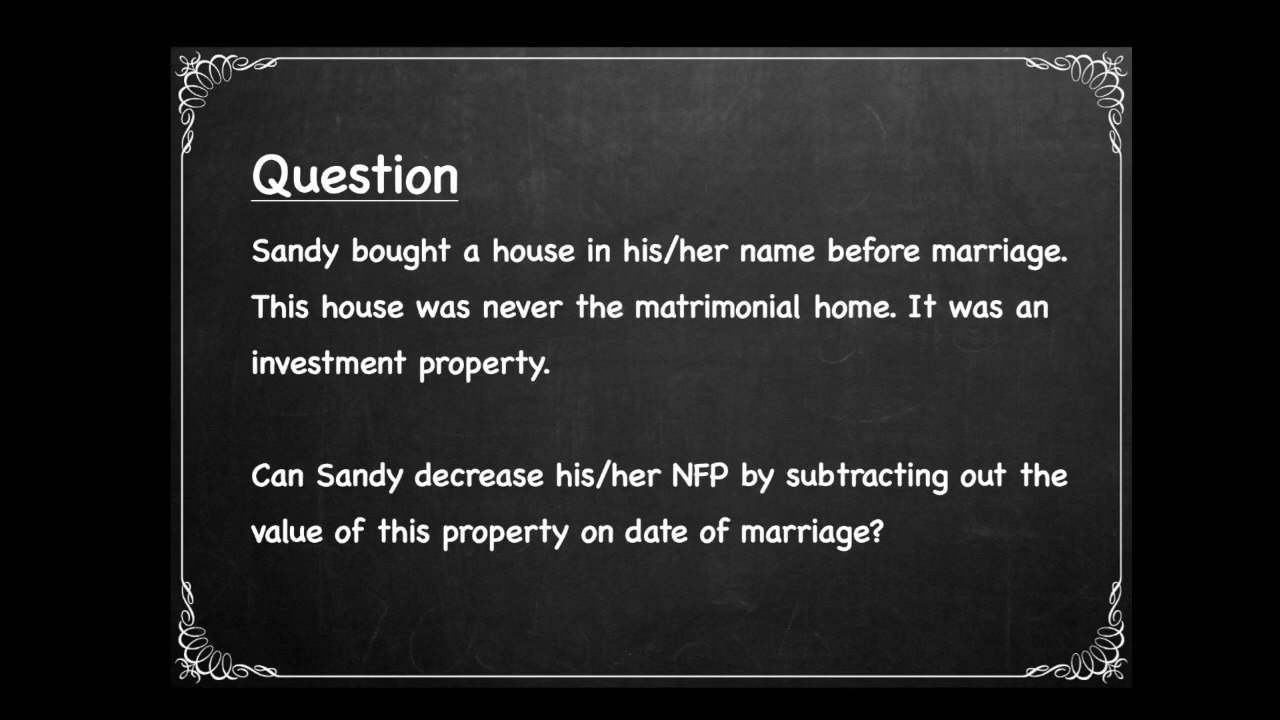 Question
Sandy bought a house in his/her name before marriage.
This house was never the matrimonial home. It was an
investment property.
Can Sandy decrease his/her NFP by subtracting out the
value of this property on date of marriage?